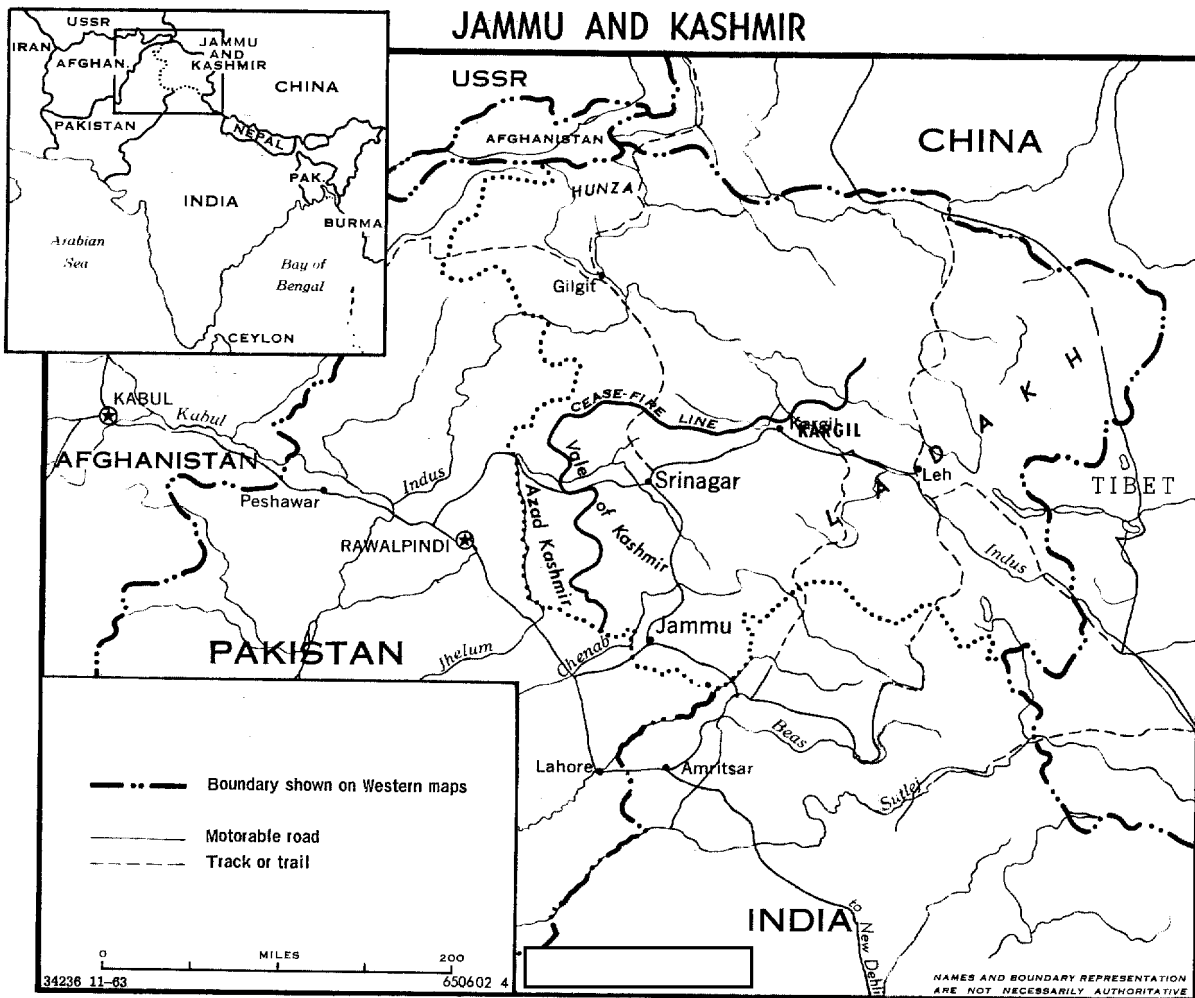 JAMMU AND KASHMIR
USSR
IRAN
AFGHAN.
JAMMU
AND
KASHMIR
CHINA
PAKISTAN
NEPAL
PAK.
INDIA
BURMA
Arabian
Sea
Bay of
Bengal
CEYLON
USSR
AFGHANISTAN
CHINA
HUNZA
Gilgit
KABUL
Kabul
CEASE-FIRE LINE
Kargil
KARGIL
LADAKH
Leh
AFGHANISTAN
Peshawar
Indus
Vale
of Kashmir
Srinagar
TIBET
RAWALPINDI
Azad Kashmir
Indus
PAKISTAN
Jhelum
Chenab
Jammu
Beas
Lahore
Amritsar
Sutlej
INDIA
to New Delhi
Boundary shown on Western maps
Motorable road
Track or trail
0 MILES 200
34236 11-63
650602 4
NAMES AND BOUNDARY REPRESENTATION
ARE NOT NECESSARILY AUTHORITATIVE